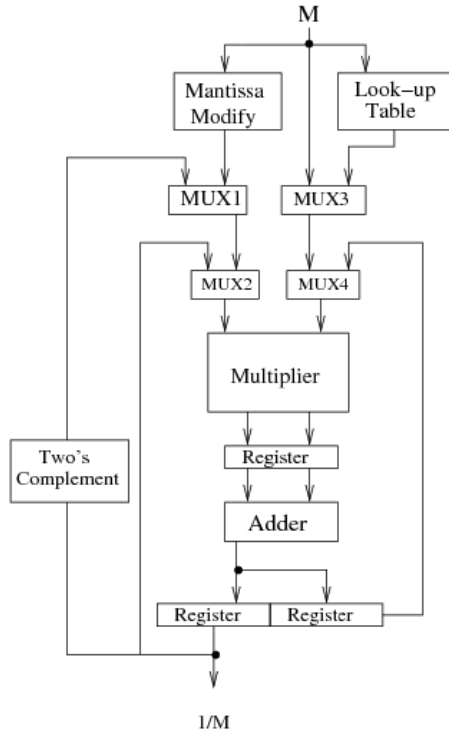 M
Mantissa
Modify
Look-up
Table
MUX1
MUX3
MUX2
MUX4
Multiplier
Two's
Complement
Register
Adder
Register
Register
1/M